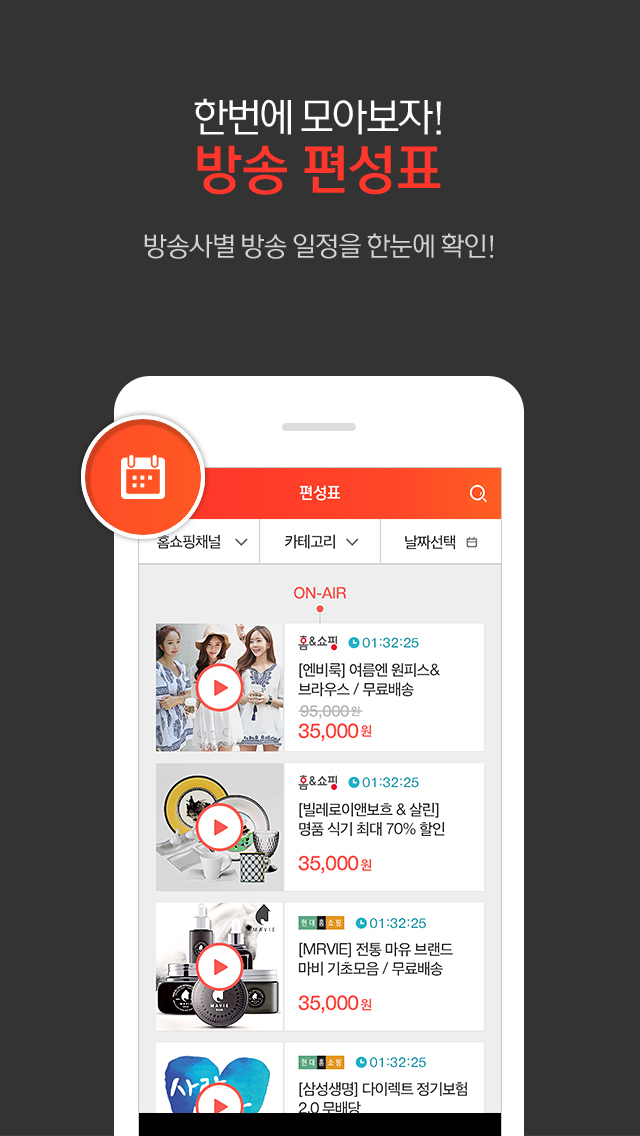 한번에 모아보자!
방송 편성표
방송사별 방송 일정을 한눈에 확인!
편성표
홈쇼핑채널
카테고리
날짜선택
ON-AIR
홈&쇼핑 01:32:25
[엔비룩] 여름엔 원피스&
브라우스 / 무료배송
95,000원
35,000원
홈&쇼핑 01:32:25
[빌레로이앤보흐 & 살린]
명품 식기 최대 70% 할인
35,000원
MAVIE
MAVIE
현대홈쇼핑 01:32:25
[MRVIE] 전통 마유 브랜드
마비 기초모음 / 무료배송
35,000원
사랑
현대홈쇼핑 01:32:25
[삼성생명] 다이렉트 정기보험
2.0 무배당